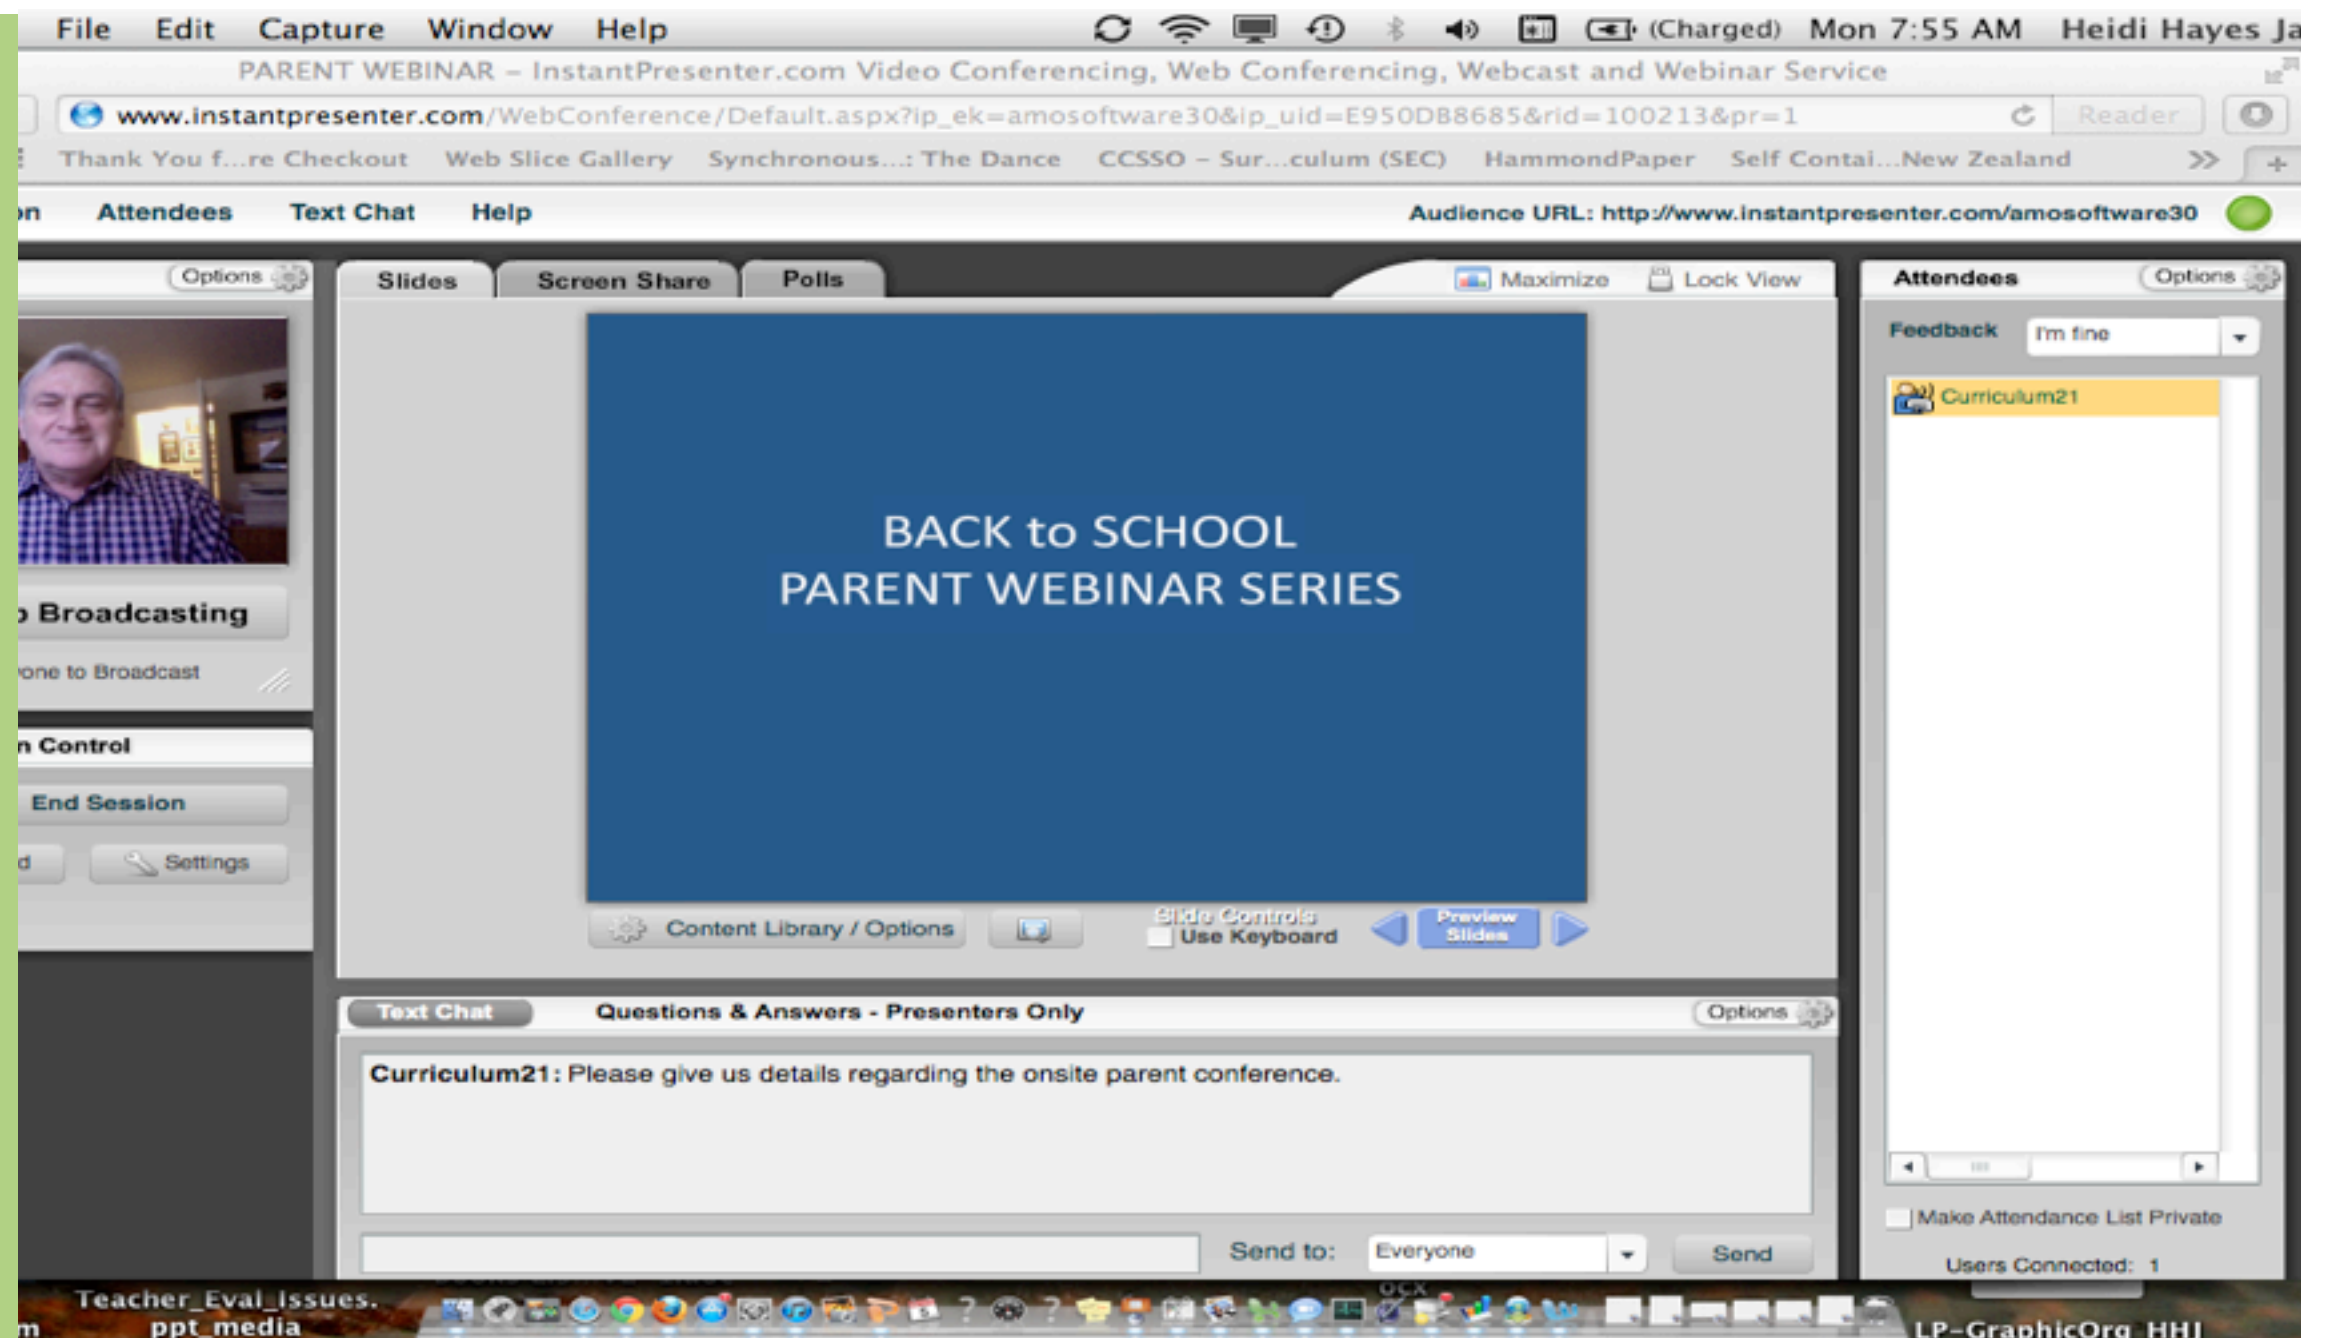 File Edit Capture Window Help (Charged) Mon 7:55 AM Heidi Hayes Ja
PARENT WEBINAR – InstantPresenter.com Video Conferencing, Web Conferencing, Webcast and Webinar Service
www.instantpresenter.com/WebConference/Default.aspx?ip_ek=amosoftware30&ip_uid=E950DB8685&rid=100213&pr=1 Reader
Thank You f...re Checkout Web Slice Gallery Synchronous...: The Dance CCSSO – Sur...culum (SEC) HammondPaper Self Contai...New Zealand
on Attendees Text Chat Help Audience URL: http://www.instantpresenter.com/amosoftware30
Options
Slides Screen Share Polls Maximize Lock View
Attendees Options
Feedback I'm fine
Curriculum21
BACK to SCHOOL
PARENT WEBINAR SERIES
Broadcasting
one to Broadcast
n Control
End Session
d Settings
Content Library / Options
Slide Controls
Use Keyboard
Preview
Slides
Text Chat Questions & Answers - Presenters Only Options
Curriculum21: Please give us details regarding the onsite parent conference.
Send to: Everyone Send
Make Attendance List Private
Users Connected: 1
Teacher_Eval_Issues.
ppt_media
ocx
LP-GraphicOrg_HHJ